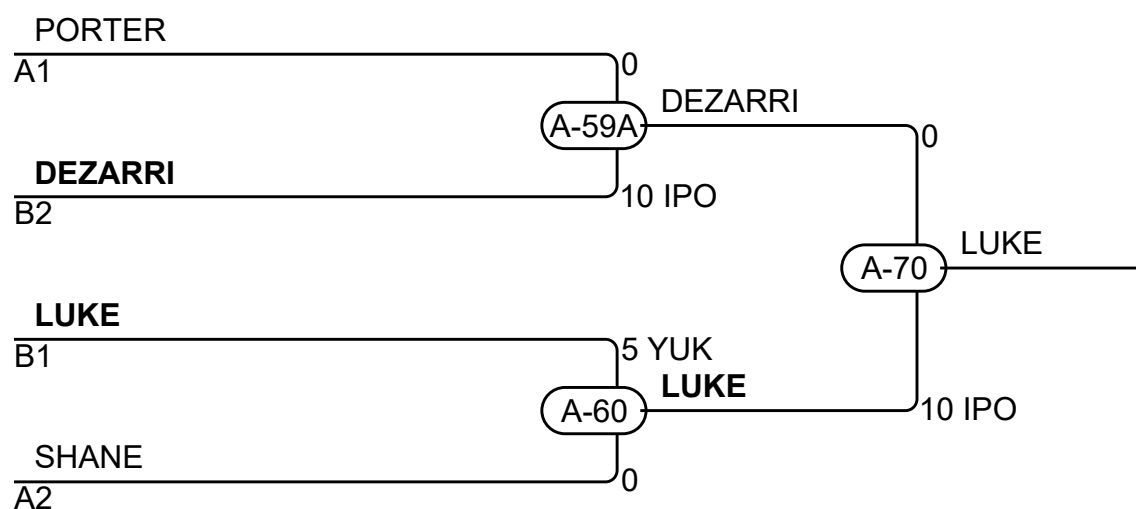 PORTER
A1
0
A-59A
DEZARRI
0
DEZARRI
B2
10 IPO
A-70
LUKE
LUKE
B1
5 YUK
LUKE
A-60
10 IPO
SHANE
A2
0